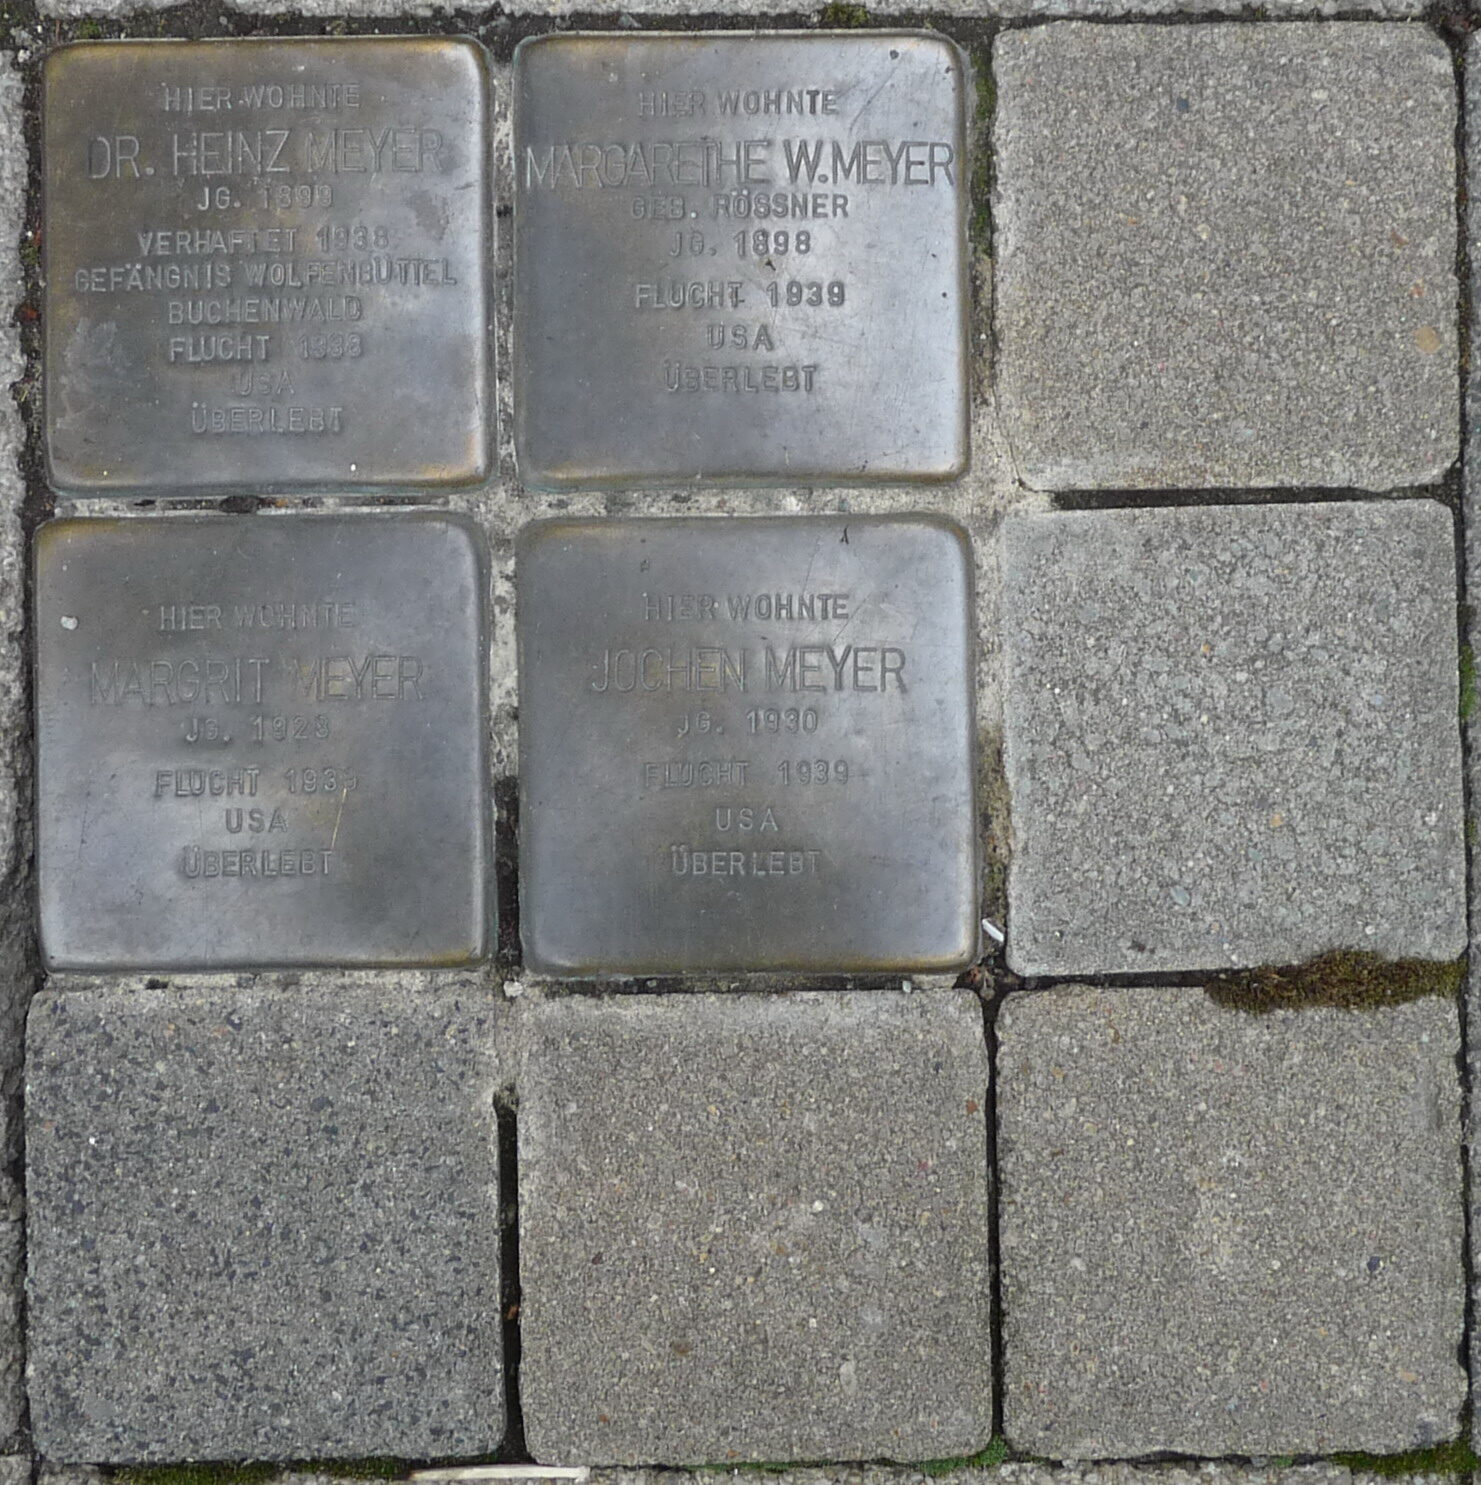 HIER WOHNTE
DR. HEINZ MEYER
JG. 1899
VERHAFTET 1938
GEFÄNGNIS WOLFENBÜTTEL
BUCHENWALD
FLUCHT
USA
ÜBERLEBT
HIER WOHNTE
MARGARETHE W. MEYER
GEB. RÖSSNER
JG. 1898
FLUCHT 1939
USA
ÜBERLEBT
HIER WOHNTE
MARGRIT MEYER
JG.
FLUCHT 1939
USA
ÜBERLEBT
HIER WOHNTE
JOCHEN MEYER
JG. 1930
FLUCHT 1939
USA
ÜBERLEBT